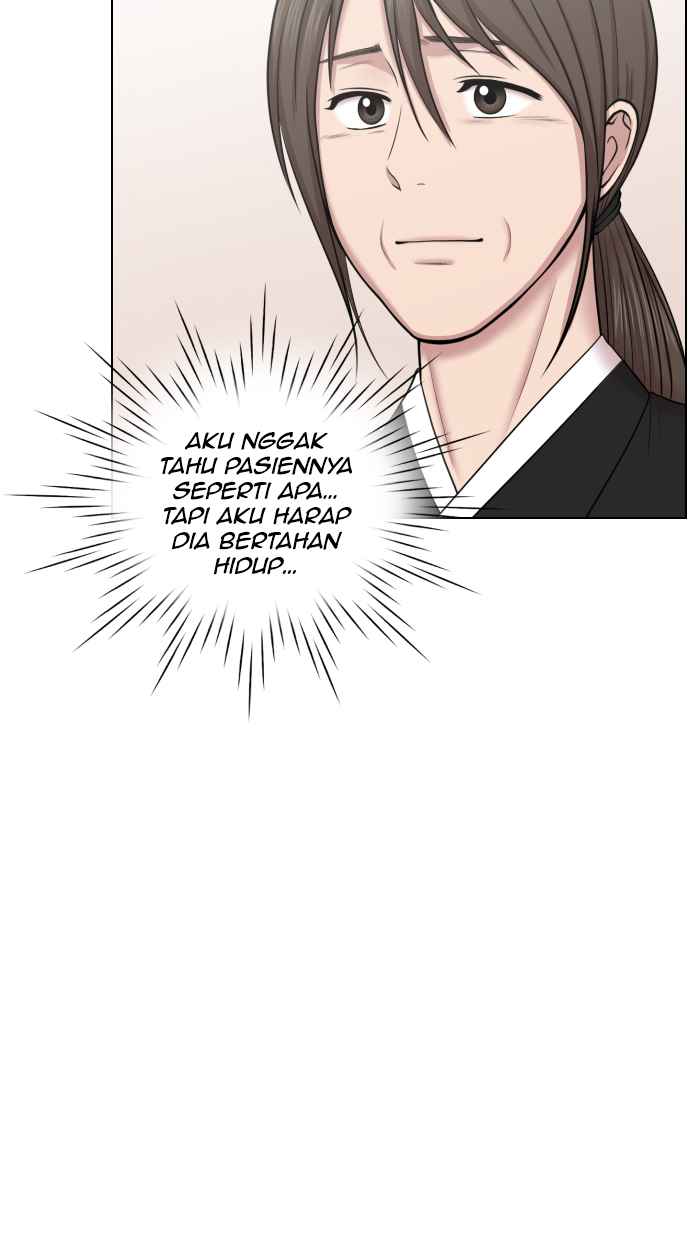 AKU NGGAK
TAHU PASIENNYA
SEPERTI APA...
TAPI AKU HARAP
DIA BERTAHAN
HIDUP...